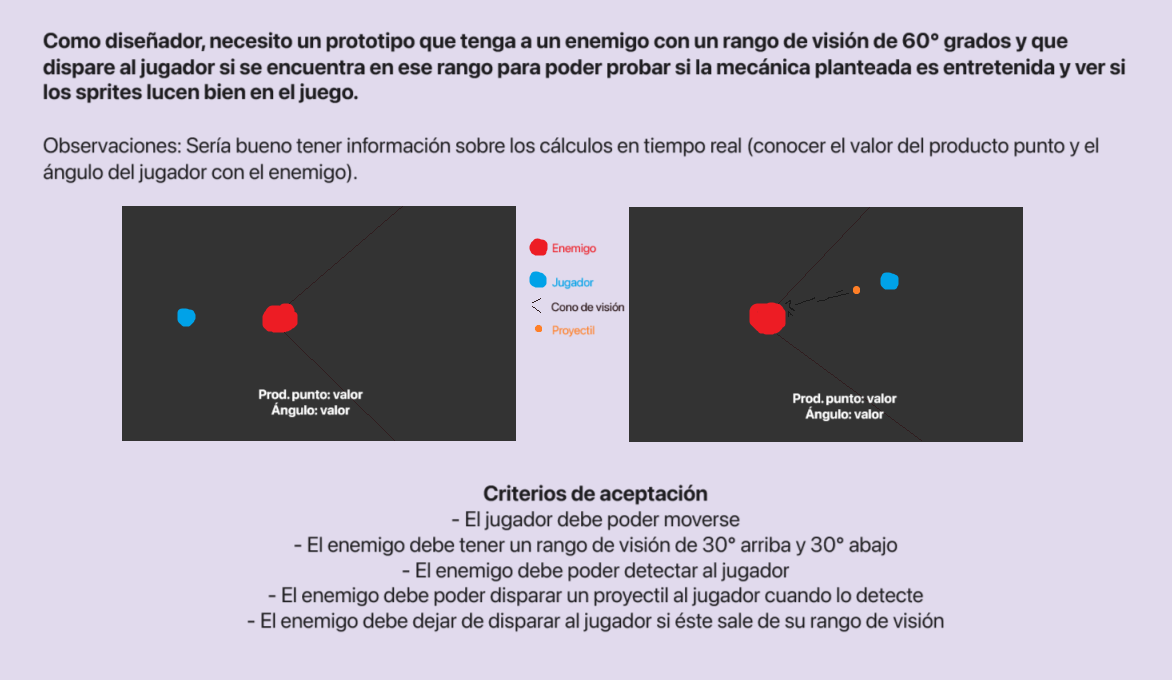 Como diseñador, necesito un prototipo que tenga a un enemigo con un rango de visión de 60° grados y que
dispare al jugador si se encuentra en ese rango para poder probar si la mecánica planteada es entretenida y ver si
los sprites lucen bien en el juego.
Observaciones: Sería bueno tener información sobre los cálculos en tiempo real (conocer el valor del producto punto y el
ángulo del jugador con el enemigo).
Prod. punto: valor
Ángulo: valor
Enemigo
Jugador
Cono de visión
Proyectil
Prod. punto: valor
Ángulo: valor
Criterios de aceptación
- El jugador debe poder moverse
- El enemigo debe tener un rango de visión de 30° arriba y 30° abajo
- El enemigo debe poder detectar al jugador
- El enemigo debe poder disparar un proyectil al jugador cuando lo detecte
- El enemigo debe dejar de disparar al jugador si éste sale de su rango de visión